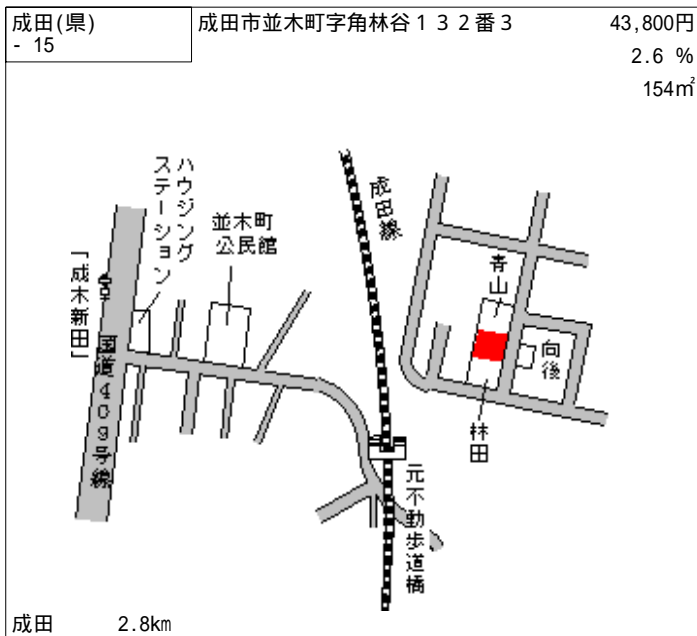 成田(県)
- 15
成田市並木町字角林谷１３２番3
43,800円
2.6 %
154㎡
ハウジング
ステーション
並木町
公民館
「成木新田」
国道409号線
成田線
青山
向後
林田
元不動歩道橋
成田 2.8km